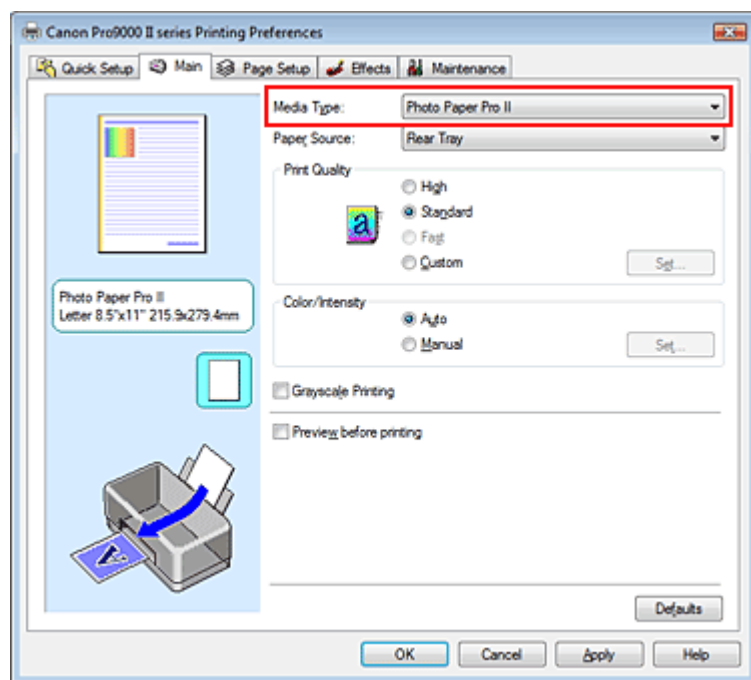 Canon Pro9000 II series Printing Preferences
Quick Setup Main Page Setup Effects Maintenance
Media Type: Photo Paper Pro II
Paper Source: Rear Tray
Print Quality
High
a Standard
Fast
Custom Set...
Photo Paper Pro II
Letter 8.5"x11" 215.9x279.4mm
Color/Intensity
Auto
Manual Set...
Grayscale Printing
Preview before printing
Defaults
OK Cancel Apply Help